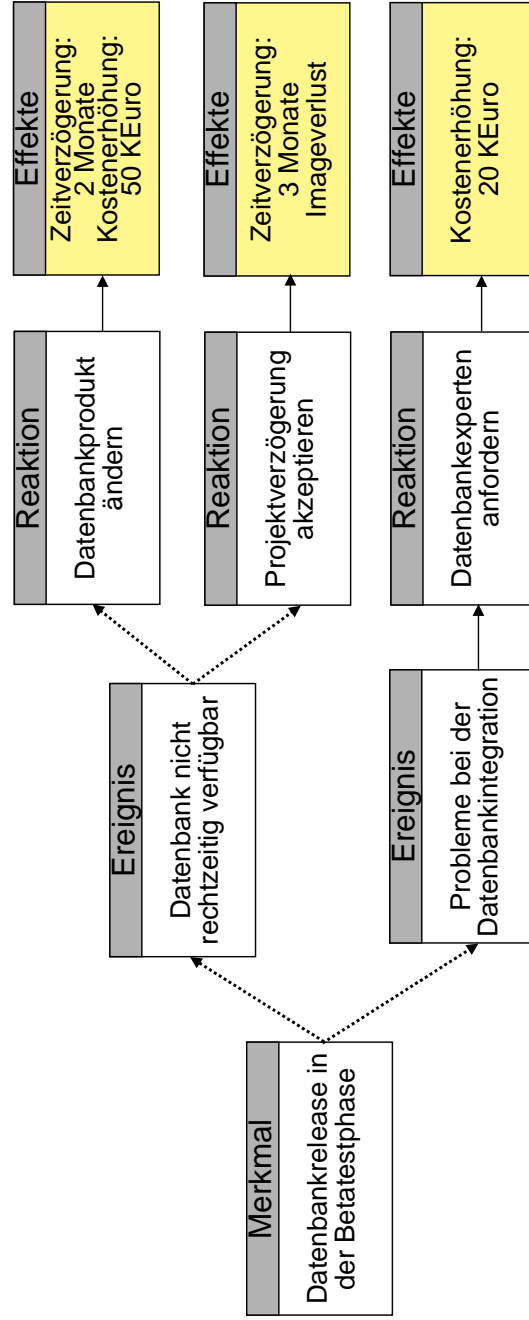 Merkmal
Datenbankrelease in
der Betatestphase
Ereignis
Datenbank nicht
rechtzeitig verfügbar
Ereignis
Probleme bei der
Datenbankintegration
Reaktion
Datenbankprodukt
ändern
Reaktion
Projektverzögerung
akzeptieren
Reaktion
Datenbankexperten
anfordern
Effekte
Zeitverzögerung:
2 Monate
Kostenerhöhung:
50 KEuro
Effekte
Zeitverzögerung:
3 Monate
Imageverlust
Effekte
Kostenerhöhung:
20 KEuro